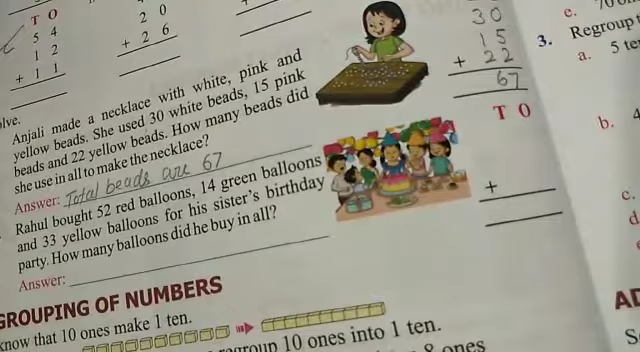 T O
5 4
1 2
+ 1 1
2 0
+ 2 6
lve.
Anjali made a necklace with white, pink and
yellow beads. She used 30 white beads, 15 pink
beads and 22 yellow beads. How many beads did
she use in all to make the necklace?
Answer: Total beads are 67
30
15
+ 22
67
Rahul bought 52 red balloons, 14 green balloons
and 33 yellow balloons for his sister's birthday
party. How many balloons did he buy in all?
Answer:
T O
+
GROUPING OF NUMBERS
know that 10 ones make 1 ten.
group 10 ones into 1 ten.
8 ones
e.
3. Regroup
a. 5 te
b. 4
c.
d
AD
S